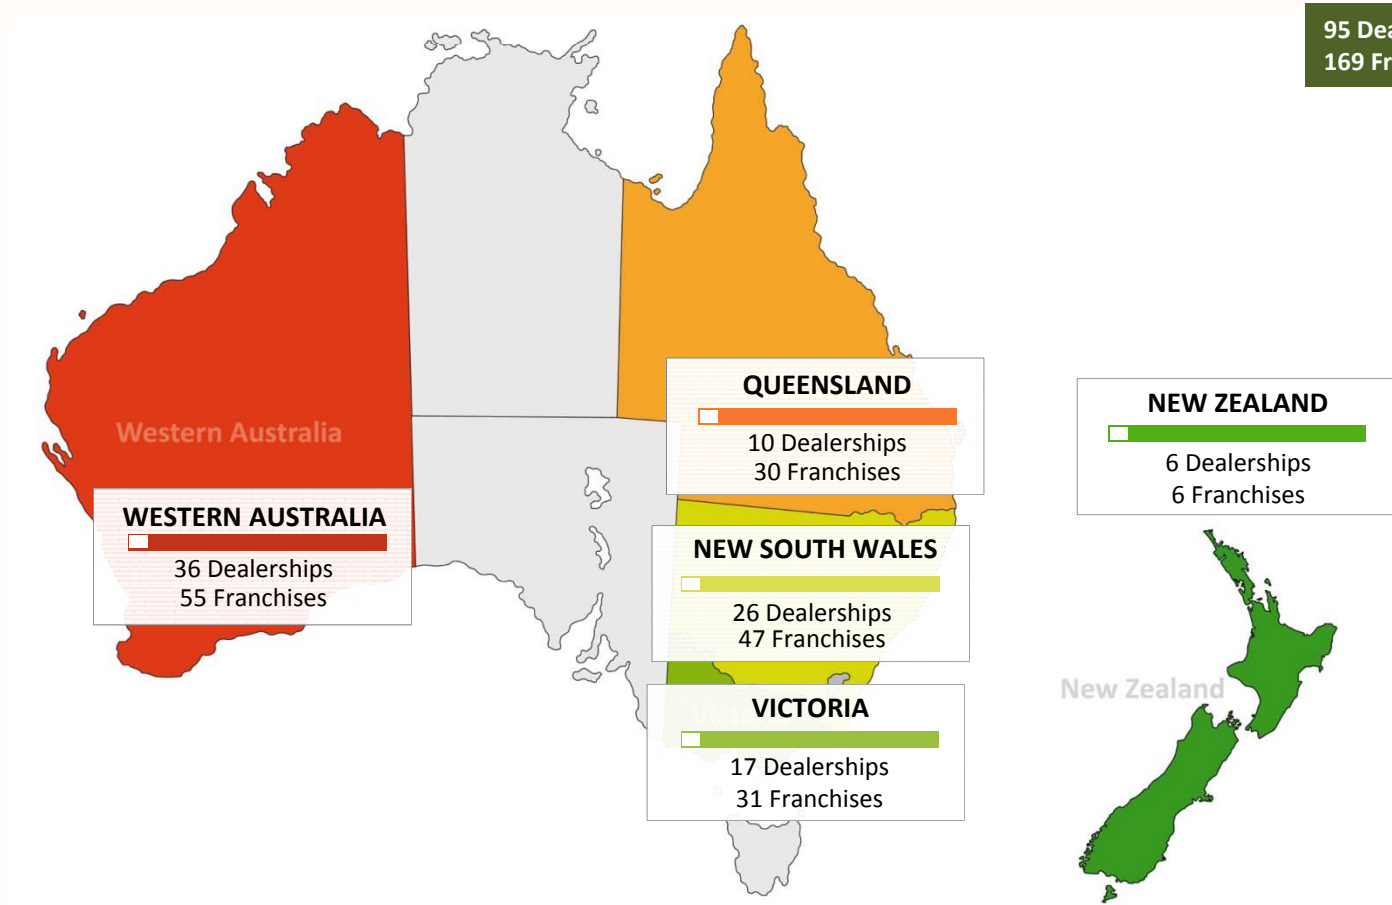 95 Dea
169 Fr
QUEENSLAND
10 Dealerships
30 Franchises
NEW ZEALAND
6 Dealerships
6 Franchises
Western Australia
WESTERN AUSTRALIA
36 Dealerships
55 Franchises
NEW SOUTH WALES
26 Dealerships
47 Franchises
New Zealand
VICTORIA
17 Dealerships
31 Franchises